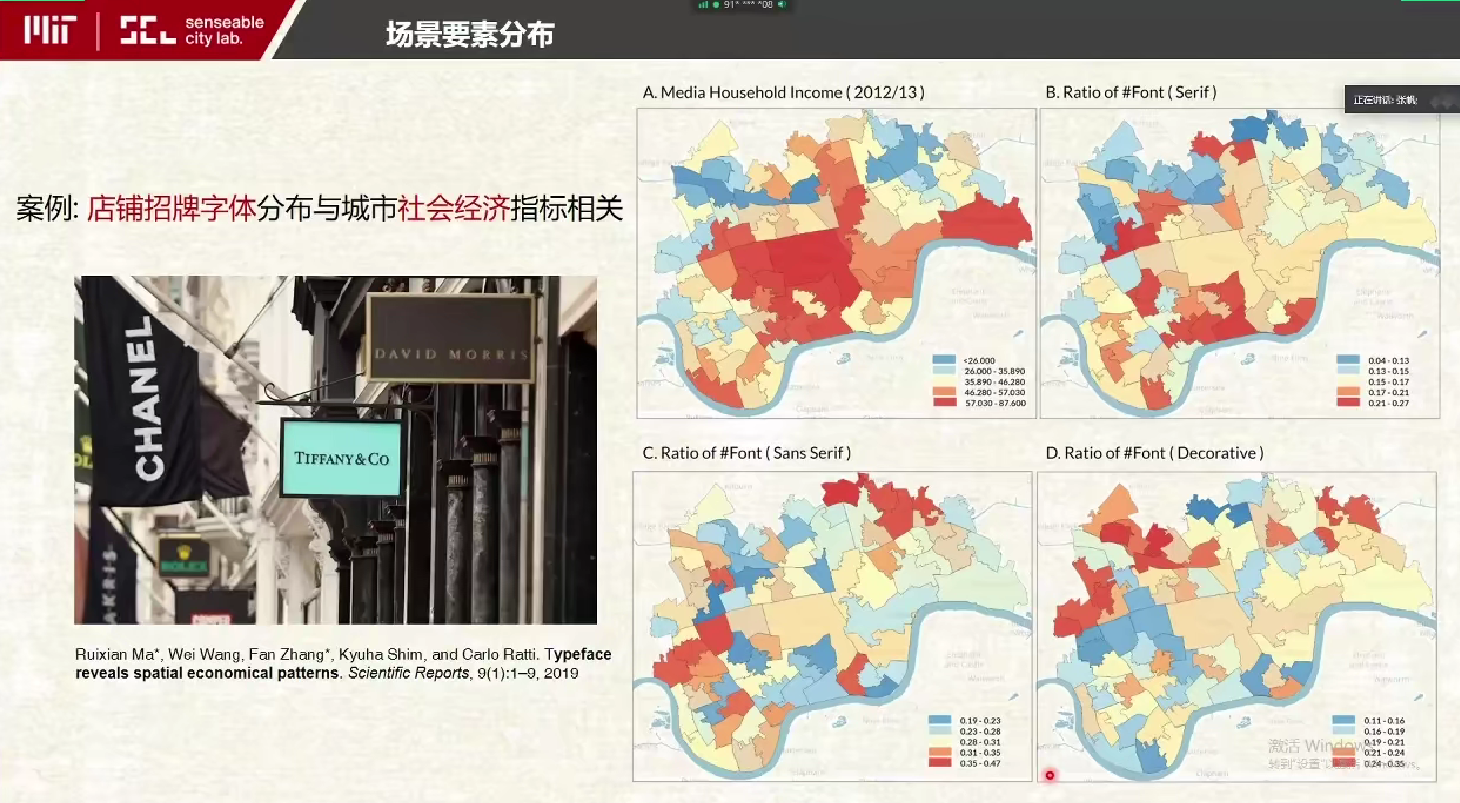 91* *** *08
MIT
senseable
city lab.
场景要素分布
正在讲话: 张帆
案例: 店铺招牌字体分布与城市社会经济指标相关
CHANEL
DAVID MORRIS
TIFFANY & CO
ROLEX
AKRIS
Ruixian Ma*, Wei Wang, Fan Zhang*, Kyuha Shim, and Carlo Ratti. Typeface
reveals spatial economical patterns. Scientific Reports, 9(1):1–9, 2019
A. Media Household Income ( 2012/13 )
<26.000
26.000 - 35.890
35.890 - 46.280
46.280 - 57.030
57.030 - 87.600
B. Ratio of #Font ( Serif )
0.04 - 0.13
0.13 - 0.15
0.15 - 0.17
0.17 - 0.21
0.21 - 0.27
C. Ratio of #Font ( Sans Serif )
0.19 - 0.23
0.23 - 0.28
0.28 - 0.31
0.31 - 0.35
0.35 - 0.47
D. Ratio of #Font ( Decorative )
0.11 - 0.16
0.16 - 0.19
0.19 - 0.21
0.21 - 0.24
0.24 - 0.35
激活 Windows
转到"设置"以激活 Windows。